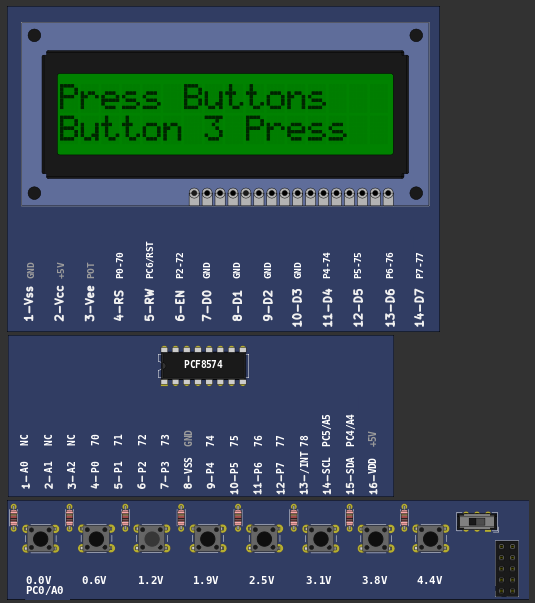 Press Buttons
Button 3 Press
1-Vss GND
2-Vcc +5V
3-Vee POT
4-RS P0-70
5-RW PC6/RST
6-EN P2-72
7-D0 GND
8-D1 GND
9-D2 GND
10-D3 GND
11-D4 P4-74
12-D5 P5-75
13-D6 P6-76
14-D7 P7-77
PCF8574
1-A0 NC
2-A1 NC
3-A2 NC
4-P0 70
5-P1 71
6-P2 72
7-P3 73
8-VSS GND
9-P4 74
10-P5 75
11-P6 76
12-P7 77
13-/INT 78
14-SCL PC5/A5
15-SDA PC4/A4
16-VDD +5V
0.0V 0.6V 1.2V 1.9V 2.5V 3.1V 3.8V 4.4V
PC0/A0